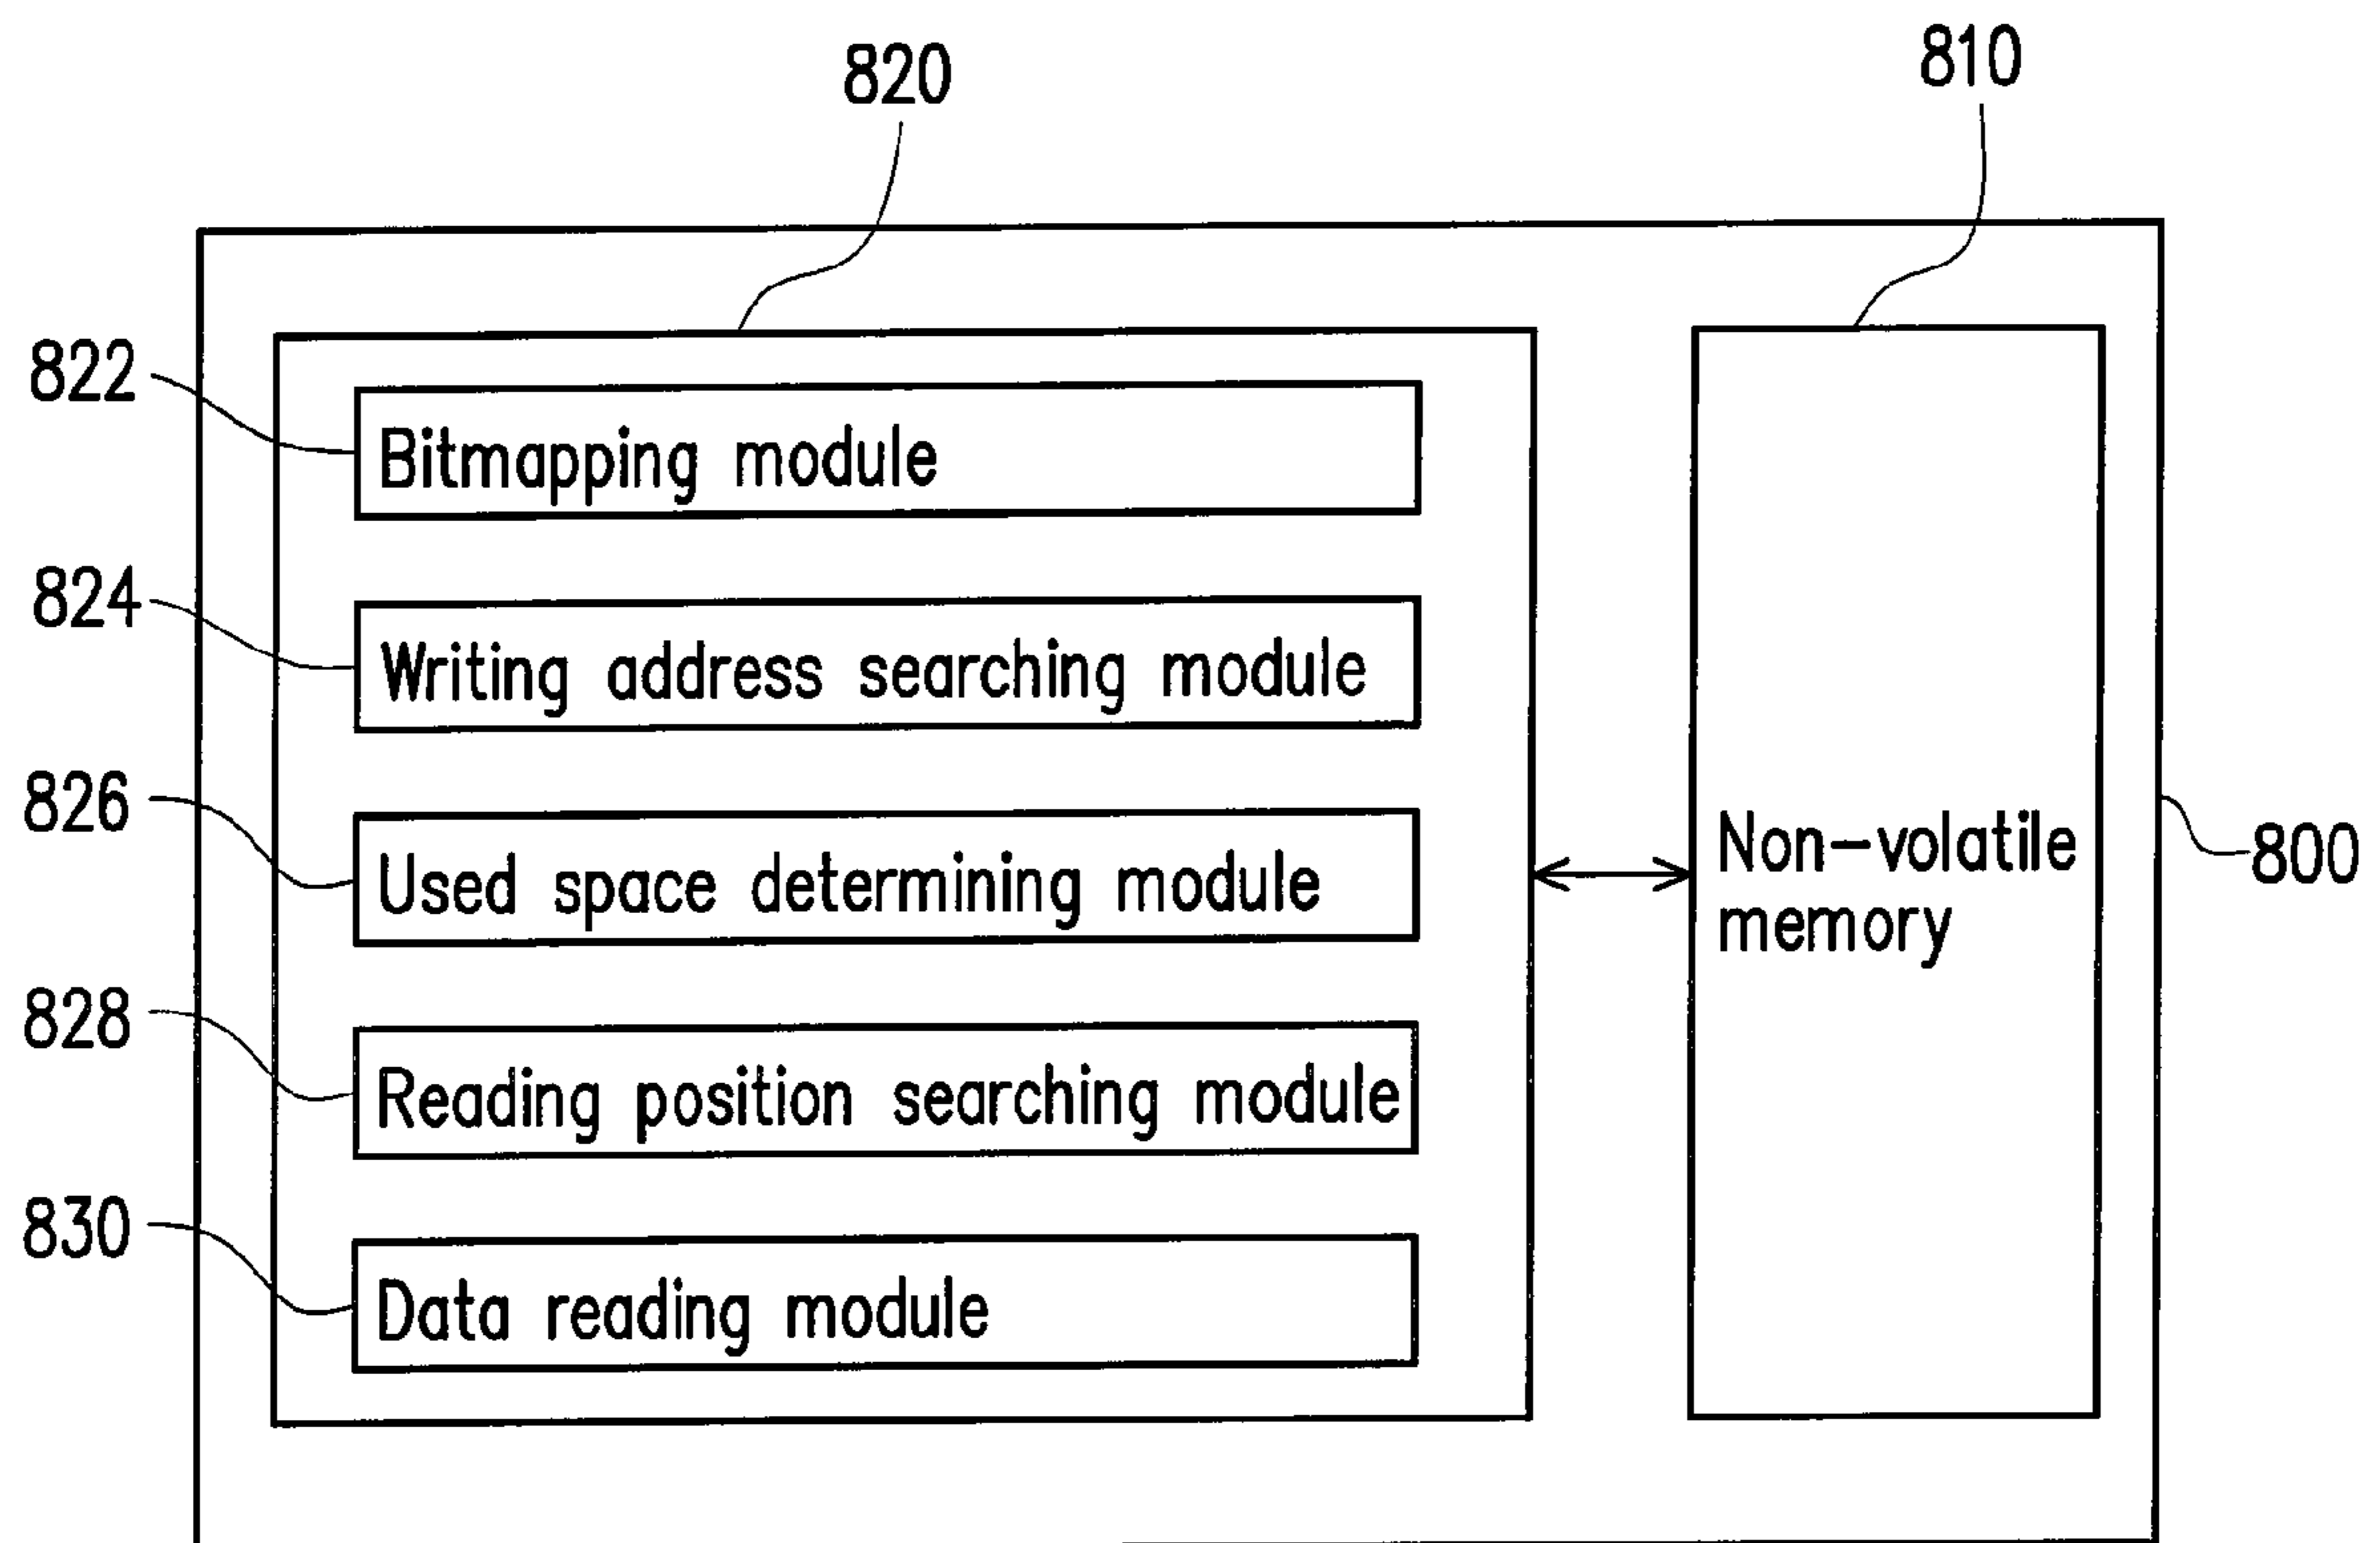 820
810
822
Bitmapping module
824
Writing address searching module
826
Used space determining module
Non-volatile
memory
800
828
Reading position searching module
830
Data reading module